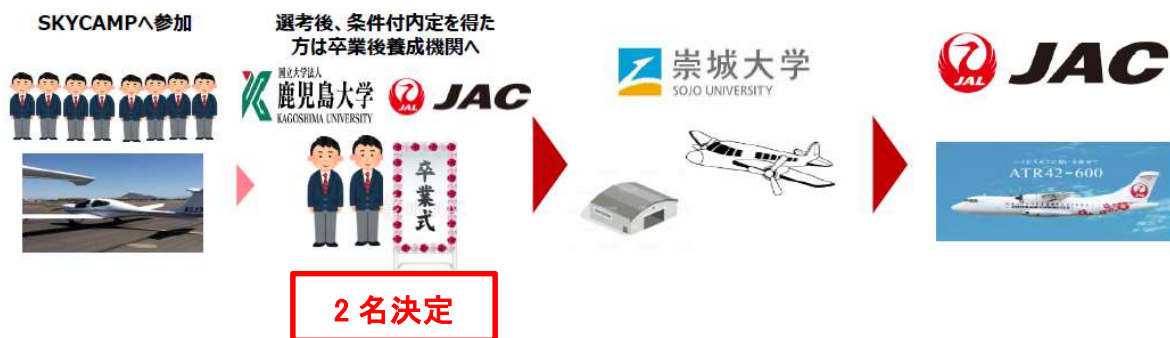 SKYCAMPへ参加
選考後、条件付内定を得た
方は卒業後養成機関へ
国立大学法人
鹿児島大学
KAGOSHIMA UNIVERSITY
JAL
JAC
卒業式
2名決定
崇城大学
SOJO UNIVERSITY
JAL
JAC
ATR42-600